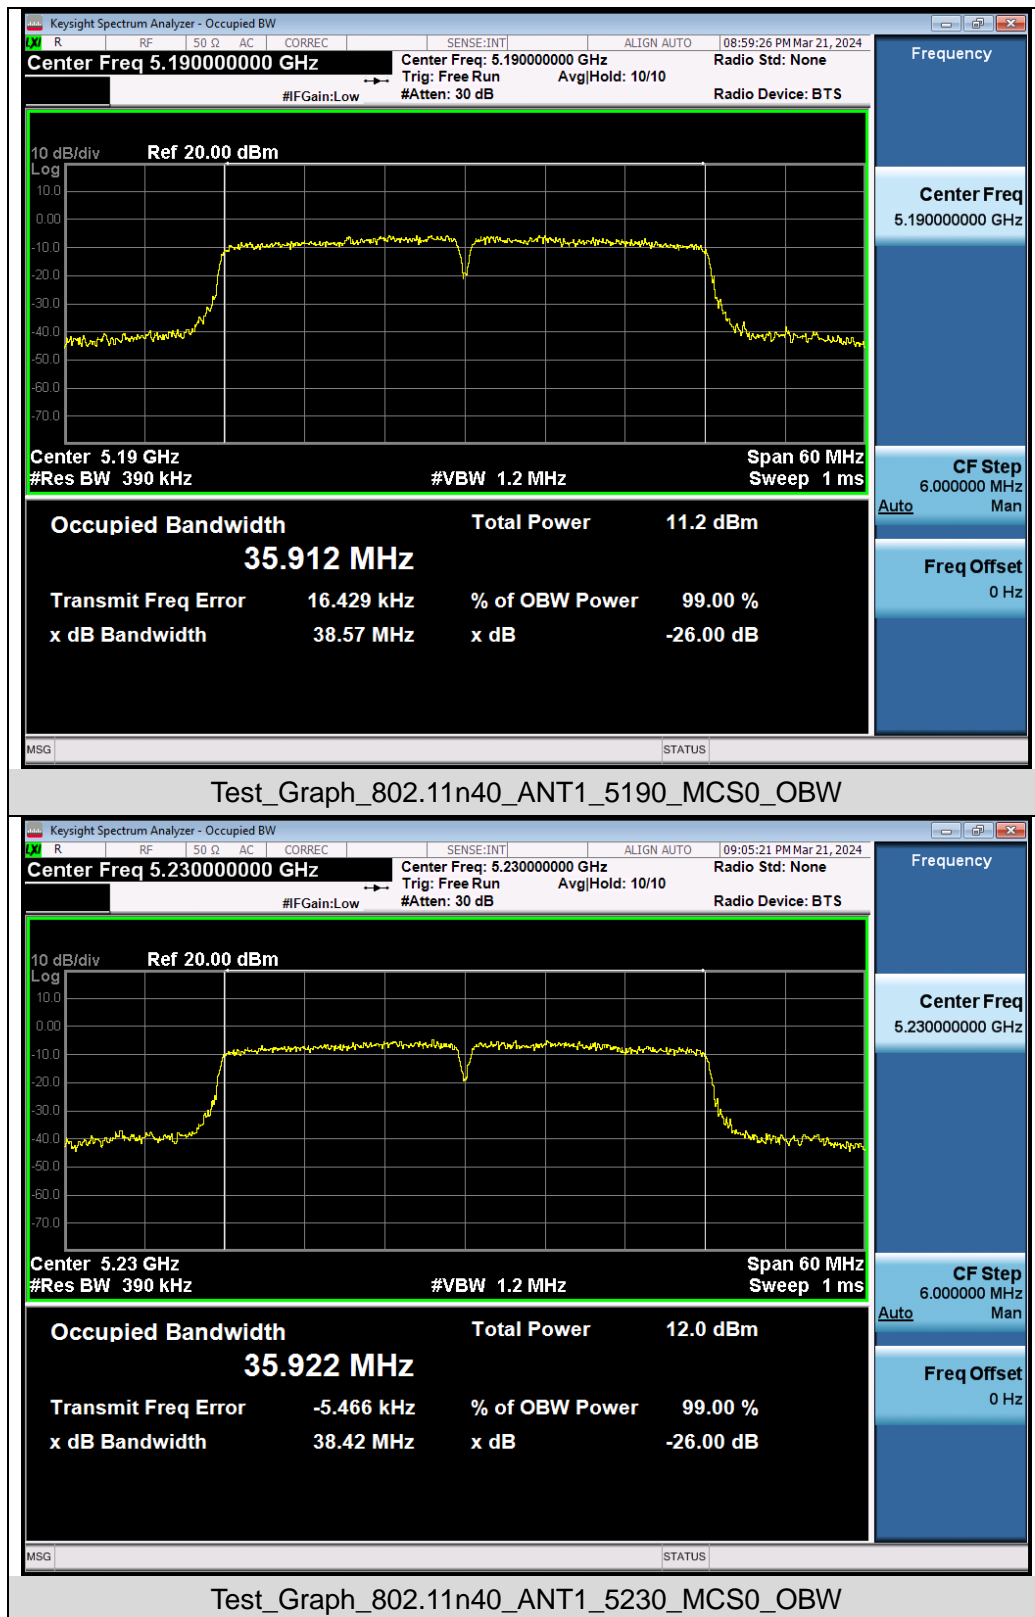 Keysight Spectrum Analyzer - Occupied BW
LXI R RF 50 Ω AC CORREC SENSE:INT ALIGN AUTO 08:59:26 PM Mar 21, 2024
Center Freq 5.190000000 GHz
Center Freq: 5.190000000 GHz Radio Std: None
Trig: Free Run Avg|Hold: 10/10
#IFGain:Low #Atten: 30 dB Radio Device: BTS
10 dB/div Ref 20.00 dBm
Log
10.0
0.00
-10.0
-20.0
-30.0
-40.0
-50.0
-60.0
-70.0
Center 5.19 GHz Span 60 MHz
#Res BW 390 kHz #VBW 1.2 MHz Sweep 1 ms
Occupied Bandwidth Total Power 11.2 dBm
35.912 MHz
Transmit Freq Error 16.429 kHz % of OBW Power 99.00 %
x dB Bandwidth 38.57 MHz x dB -26.00 dB
Frequency
Center Freq
5.190000000 GHz
CF Step
6.000000 MHz
Auto Man
Freq Offset
0 Hz
MSG STATUS
Test_Graph_802.11n40_ANT1_5190_MCS0_OBW
Keysight Spectrum Analyzer - Occupied BW
LXI R RF 50 Ω AC CORREC SENSE:INT ALIGN AUTO 09:05:21 PM Mar 21, 2024
Center Freq 5.230000000 GHz
Center Freq: 5.230000000 GHz Radio Std: None
Trig: Free Run Avg|Hold: 10/10
#IFGain:Low #Atten: 30 dB Radio Device: BTS
10 dB/div Ref 20.00 dBm
Log
10.0
0.00
-10.0
-20.0
-30.0
-40.0
-50.0
-60.0
-70.0
Center 5.23 GHz Span 60 MHz
#Res BW 390 kHz #VBW 1.2 MHz Sweep 1 ms
Occupied Bandwidth Total Power 12.0 dBm
35.922 MHz
Transmit Freq Error -5.466 kHz % of OBW Power 99.00 %
x dB Bandwidth 38.42 MHz x dB -26.00 dB
Frequency
Center Freq
5.230000000 GHz
CF Step
6.000000 MHz
Auto Man
Freq Offset
0 Hz
MSG STATUS
Test_Graph_802.11n40_ANT1_5230_MCS0_OBW